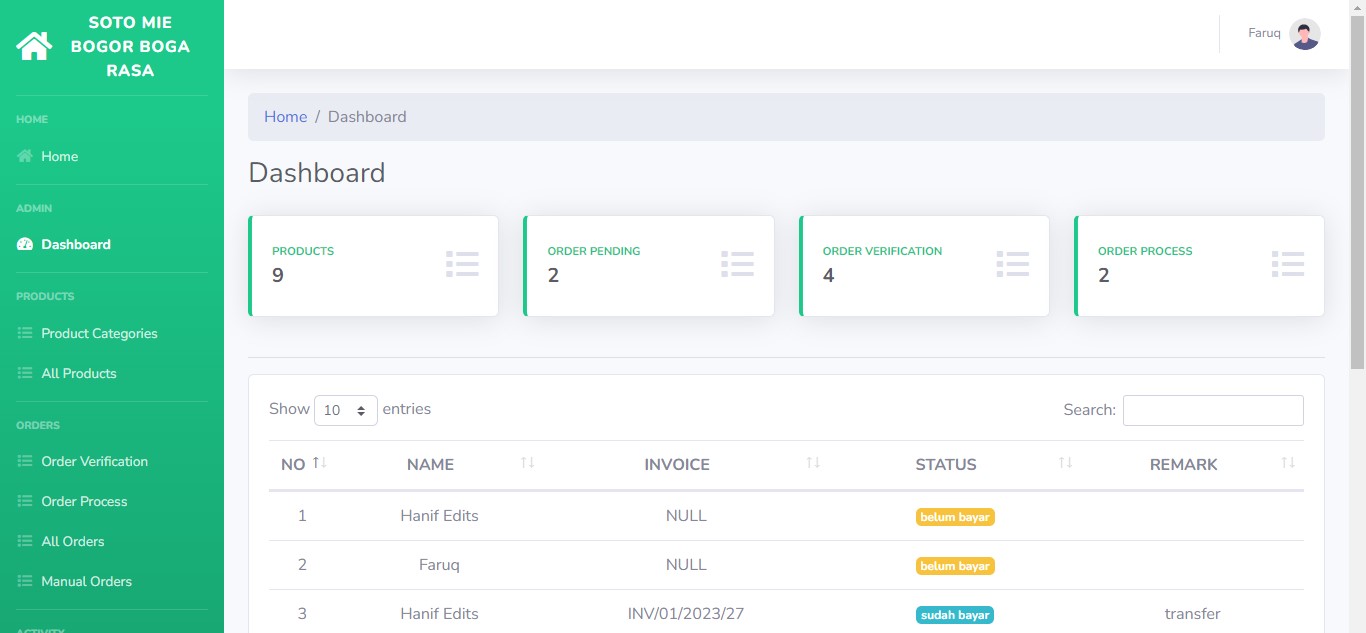 SOTO MIE
BOGOR BOGA
RASA
HOME
Home
ADMIN
Dashboard
PRODUCTS
Product Categories
All Products
ORDERS
Order Verification
Order Process
All Orders
Manual Orders
ACTIVITY
Faruq
Home / Dashboard
Dashboard
PRODUCTS
9
ORDER PENDING
2
ORDER VERIFICATION
4
ORDER PROCESS
2
Show 10 entries
Search:
NO NAME INVOICE STATUS REMARK
1 Hanif Edits NULL belum bayar
2 Faruq NULL belum bayar
3 Hanif Edits INV/01/2023/27 sudah bayar transfer